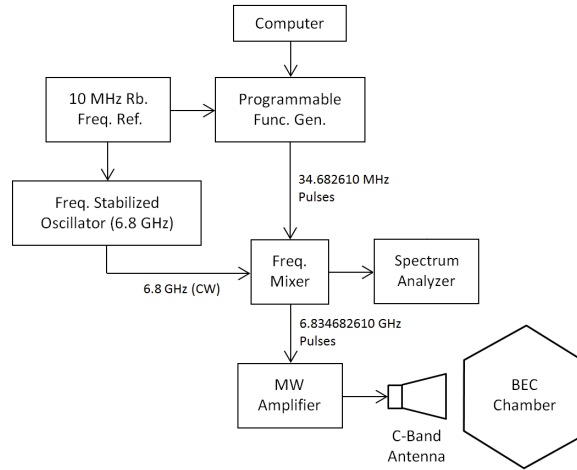 Computer
10 MHz Rb.
Freq. Ref.
Programmable
Func. Gen.
34.682610 MHz
Pulses
Freq. Stabilized
Oscillator (6.8 GHz)
6.8 GHz (CW)
Freq.
Mixer
Spectrum
Analyzer
6.834682610 GHz
Pulses
MW
Amplifier
C-Band
Antenna
BEC
Chamber